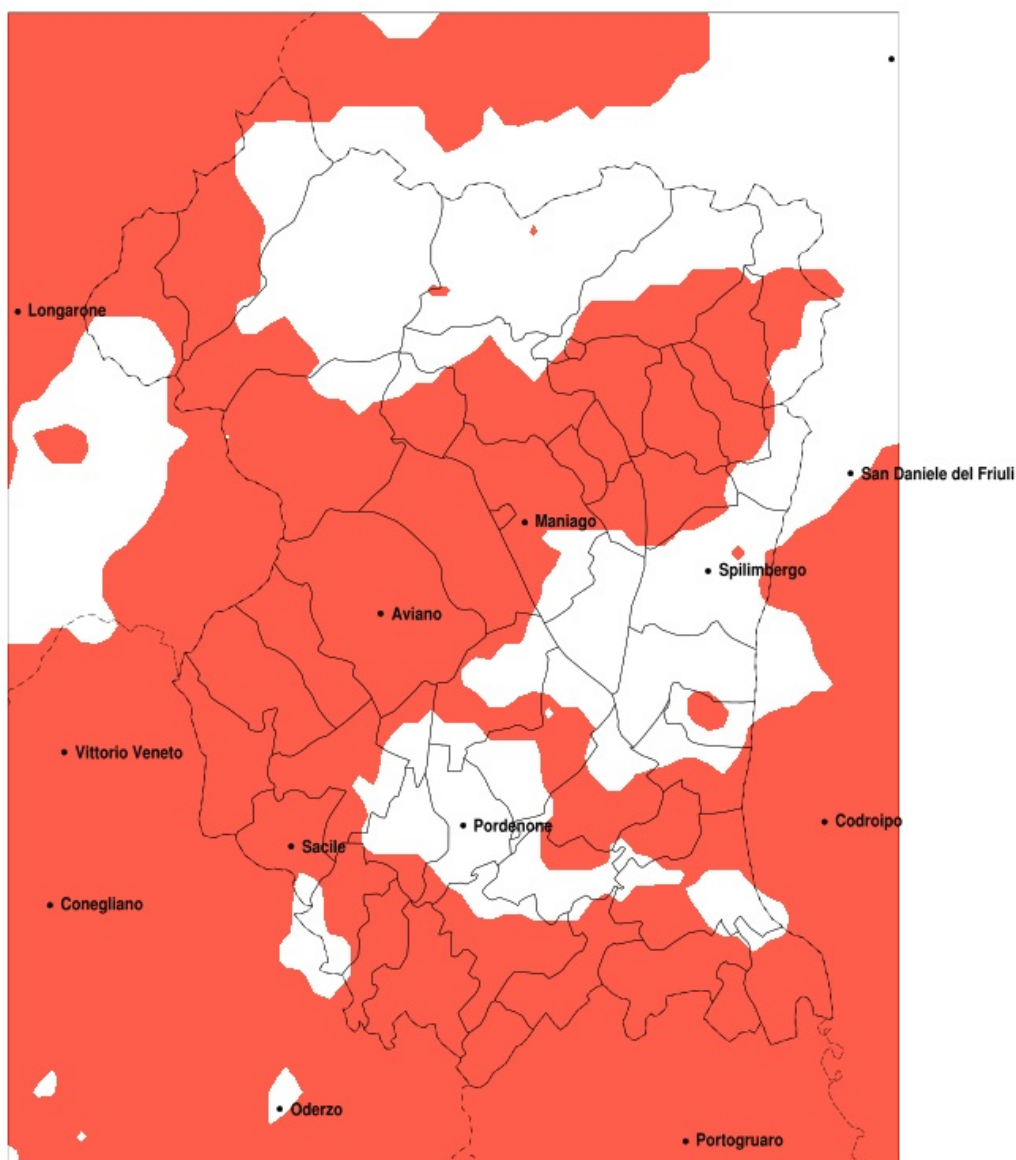 Longarone
San Daniele del Friuli
Maniago
Spilimbergo
Aviano
Vittorio Veneto
Pordenone
Codroipo
Sacile
Conegliano
Oderzo
Portogruaro